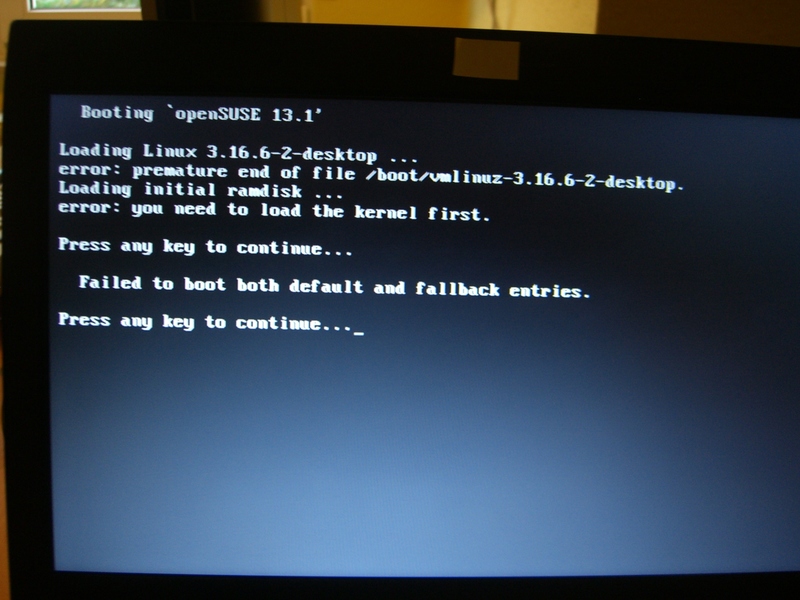 Booting `openSUSE 13.1'
Loading Linux 3.16.6-2-desktop ...
error: premature end of file /boot/vmlinuz-3.16.6-2-desktop.
Loading initial ramdisk ...
error: you need to load the kernel first.
Press any key to continue...
Failed to boot both default and fallback entries.
Press any key to continue..._